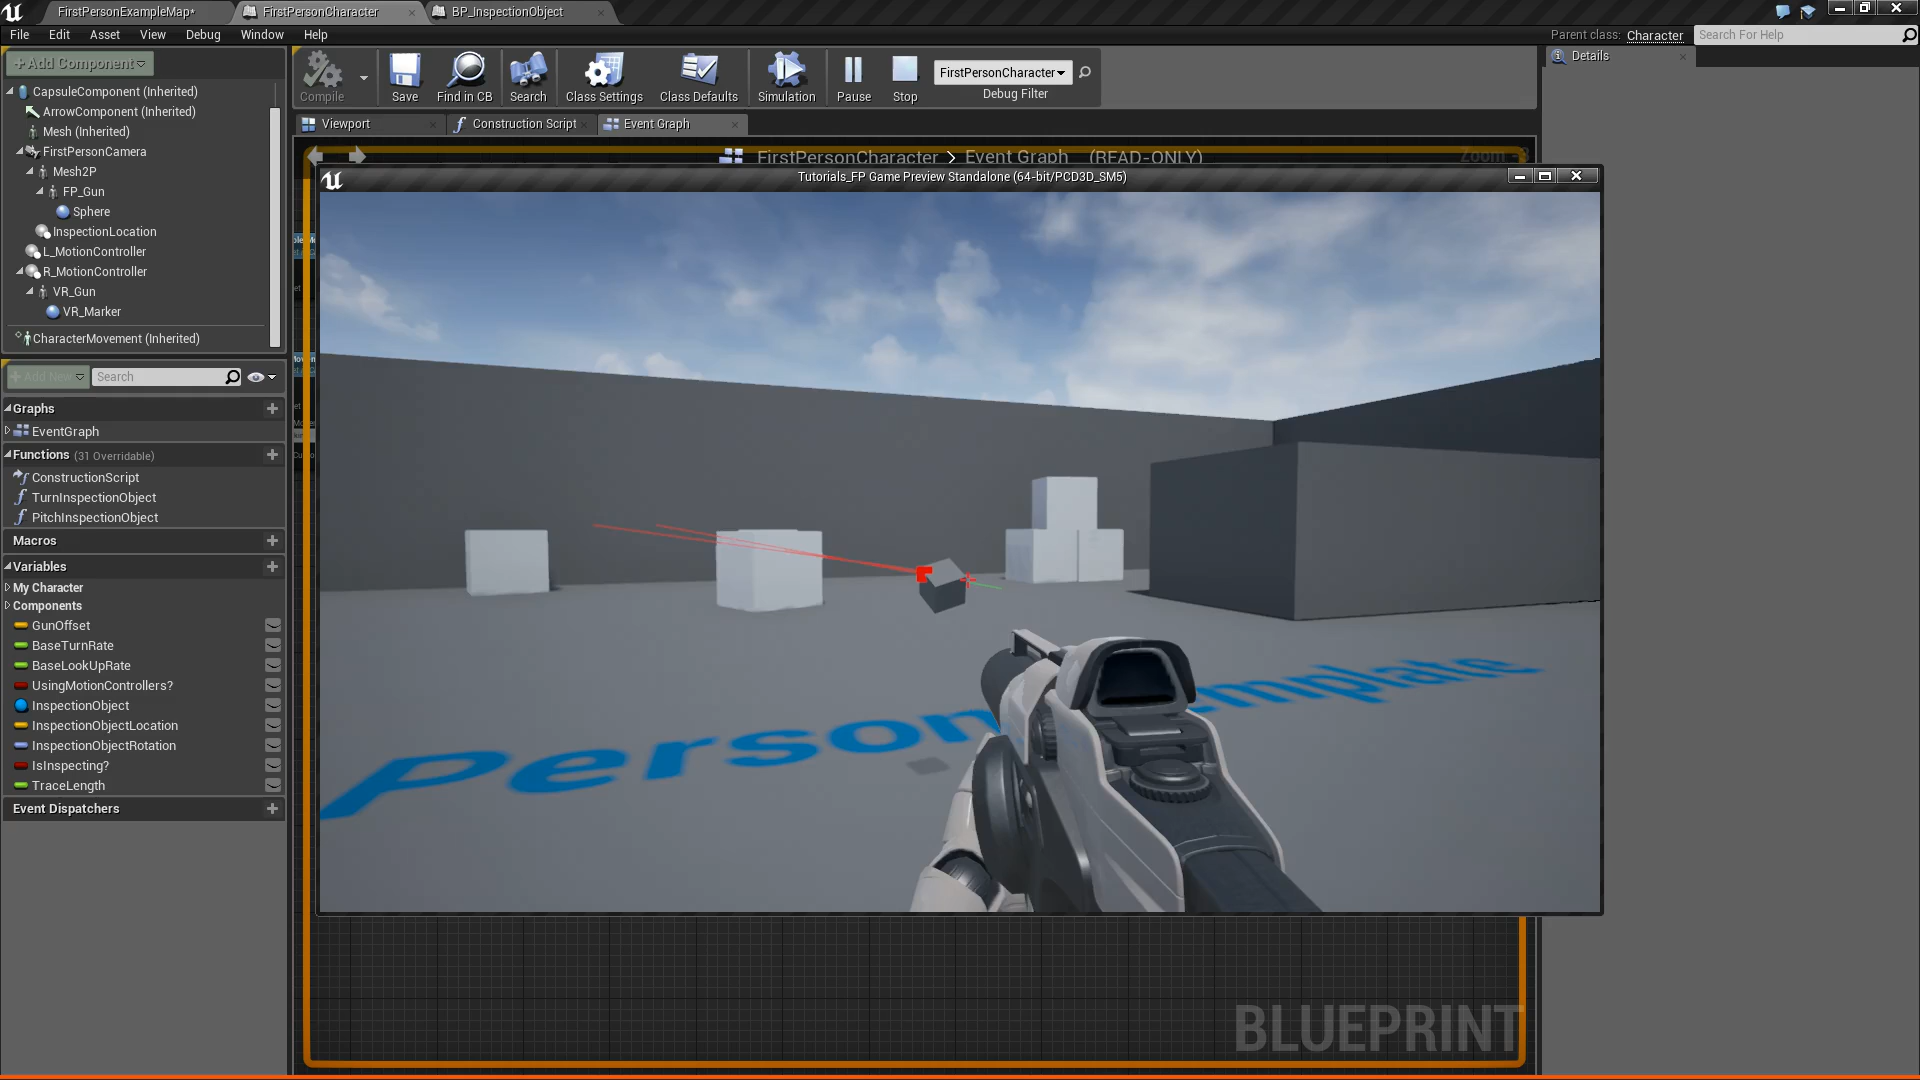 FirstPersonExampleMap*
FirstPersonCharacter
BP_InspectionObject
File
Edit
Asset
View
Debug
Window
Help
Parent class: Character
Search For Help
+Add Component
CapsuleComponent (Inherited)
ArrowComponent (Inherited)
Mesh (Inherited)
FirstPersonCamera
Mesh2P
FP_Gun
Sphere
InspectionLocation
L_MotionController
R_MotionController
VR_Gun
VR_Marker
CharacterMovement (Inherited)
Compile
Save
Find in CB
Search
Class Settings
Class Defaults
Simulation
Pause
Stop
FirstPersonCharacter
Debug Filter
Details
Viewport
Construction Script
Event Graph
FirstPersonCharacter > Event Graph (READ-ONLY)
Zoom -3
Tutorials_FP Game Preview Standalone (64-bit/PCD3D_SM5)
+ Add New
Search
Graphs
EventGraph
Functions (31 Overridable)
ConstructionScript
TurnInspectionObject
PitchInspectionObject
Macros
Variables
My Character
Components
GunOffset
BaseTurnRate
BaseLookUpRate
UsingMotionControllers?
InspectionObject
InspectionObjectLocation
InspectionObjectRotation
IsInspecting?
TraceLength
Event Dispatchers
Person
mplate
BLUEPRINT